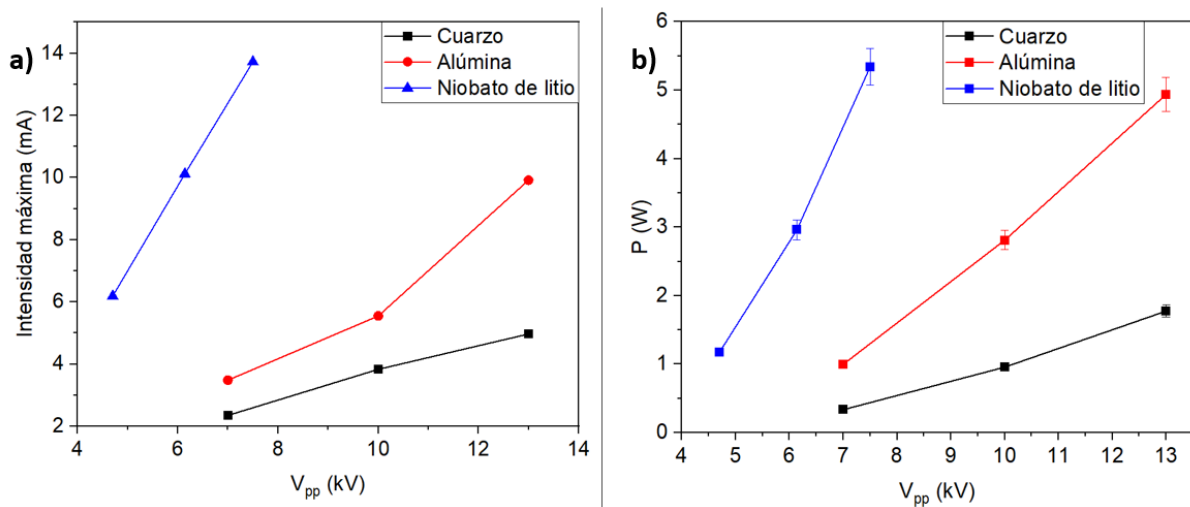 a)
Cuarzo
Alúmina
Niobato de litio
Intensidad máxima (mA)
14
12
10
8
6
4
2
4 6 8 10 12 14
Vpp (kV)
b)
Cuarzo
Alúmina
Niobato de litio
P (W)
6
5
4
3
2
1
0
4 5 6 7 8 9 10 11 12 13
Vpp (kV)